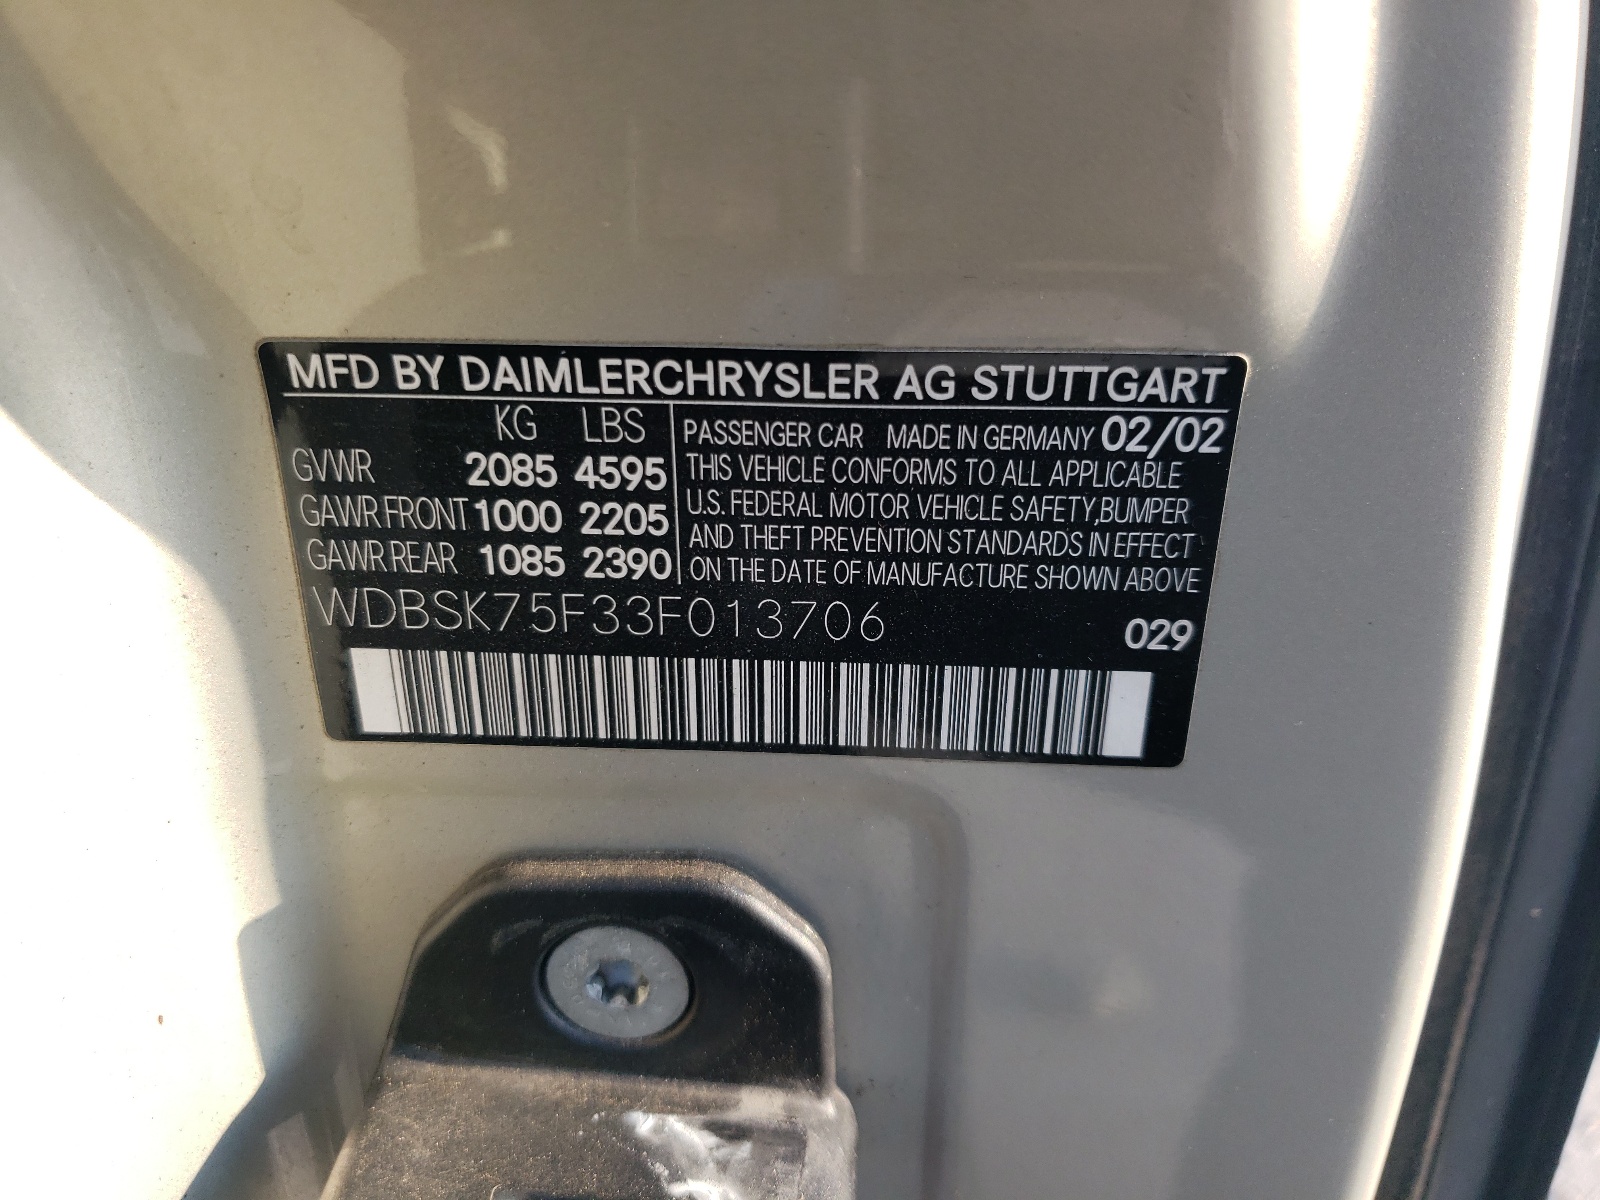 MFD BY DAIMLERCHRYSLER AG STUTTGART
KG LBS
GVWR 2085 4595
GAWR FRONT 1000 2205
GAWR REAR 1085 2390
PASSENGER CAR MADE IN GERMANY 02/02
THIS VEHICLE CONFORMS TO ALL APPLICABLE
U.S. FEDERAL MOTOR VEHICLE SAFETY, BUMPER
AND THEFT PREVENTION STANDARDS IN EFFECT
ON THE DATE OF MANUFACTURE SHOWN ABOVE
WDBSK75F33F013706
029